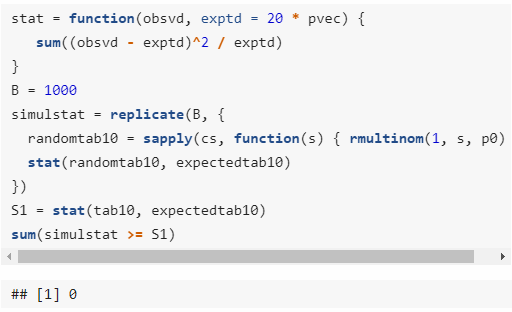 stat = function(obsvd, exptd = 20 * pvec) {
   sum((obsvd - exptd)^2 / exptd)
}
B = 1000
simulstat = replicate(B, {
  randomtab10 = sapply(cs, function(s) { rmultinom(1, s, p0)
  stat(randomtab10, expectedtab10)
})
S1 = stat(tab10, expectedtab10)
sum(simulstat >= S1)
## [1] 0